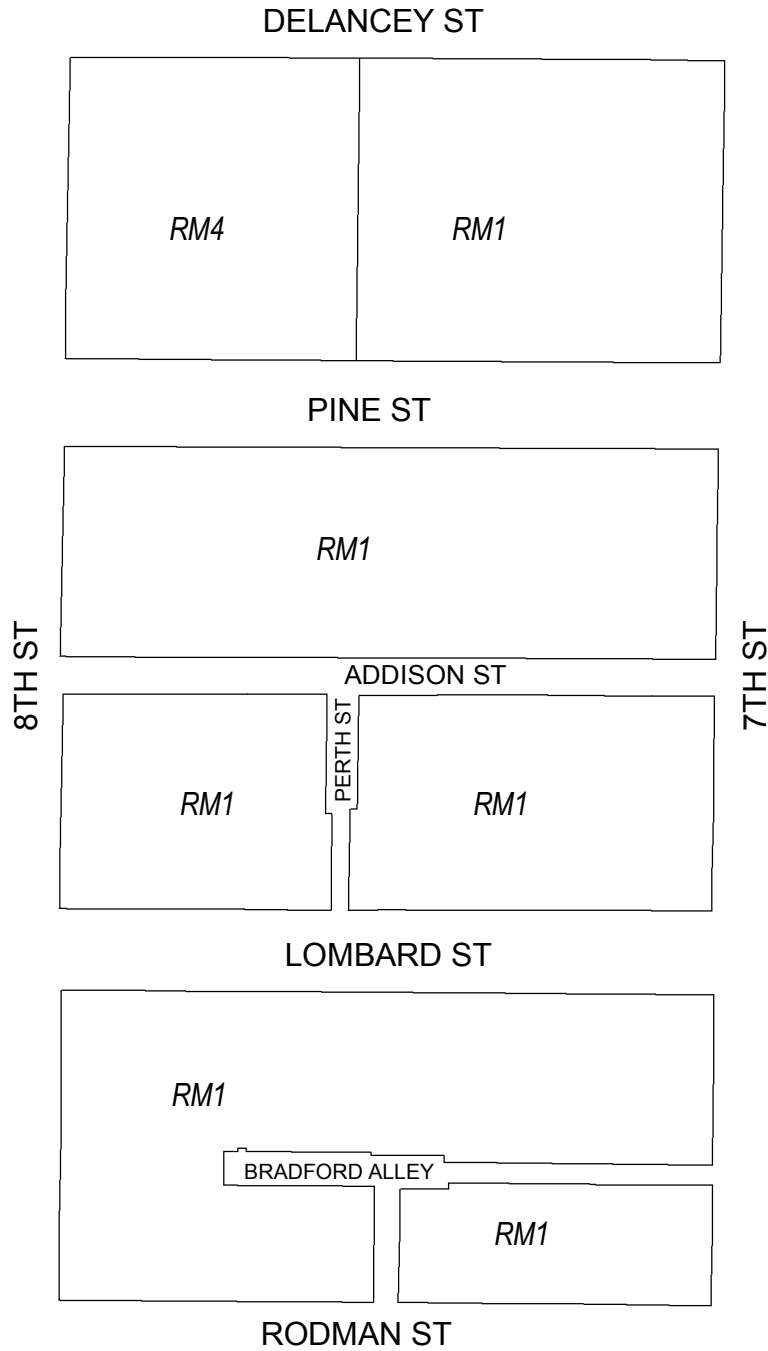 DELANCEY ST
RM4
RM1
PINE ST
RM1
8TH ST
7TH ST
ADDISON ST
PERTH ST
RM1
RM1
LOMBARD ST
RM1
BRADFORD ALLEY
RM1
RODMAN ST